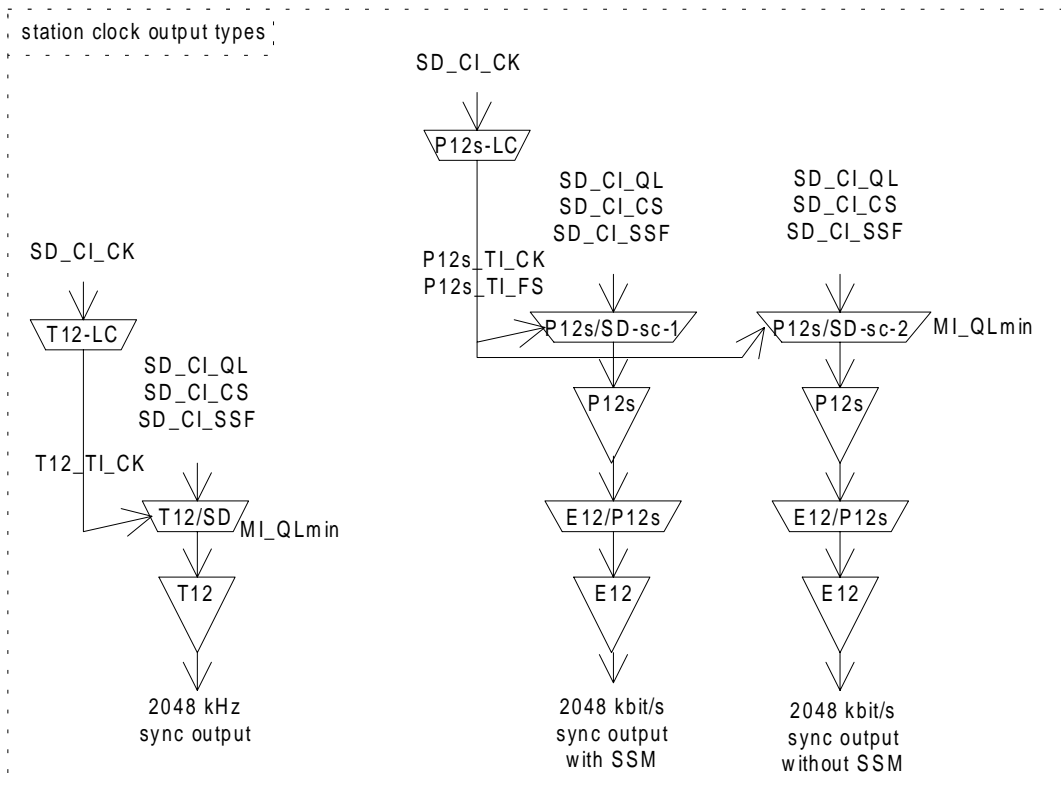 station clock output types
SD_CI_CK
P12s-LC
SD_CI_QL
SD_CI_CS
SD_CI_SSF
SD_CI_QL
SD_CI_CS
SD_CI_SSF
SD_CI_CK
P12s_TI_CK
P12s_TI_FS
T12-LC
P12s/SD-sc-1
P12s/SD-sc-2
MI_QLmin
SD_CI_QL
SD_CI_CS
SD_CI_SSF
P12s
P12s
T12_TI_CK
T12/SD
MI_QLmin
E12/P12s
E12/P12s
T12
E12
E12
2048 kHz
sync output
2048 kbit/s
sync output
with SSM
2048 kbit/s
sync output
without SSM